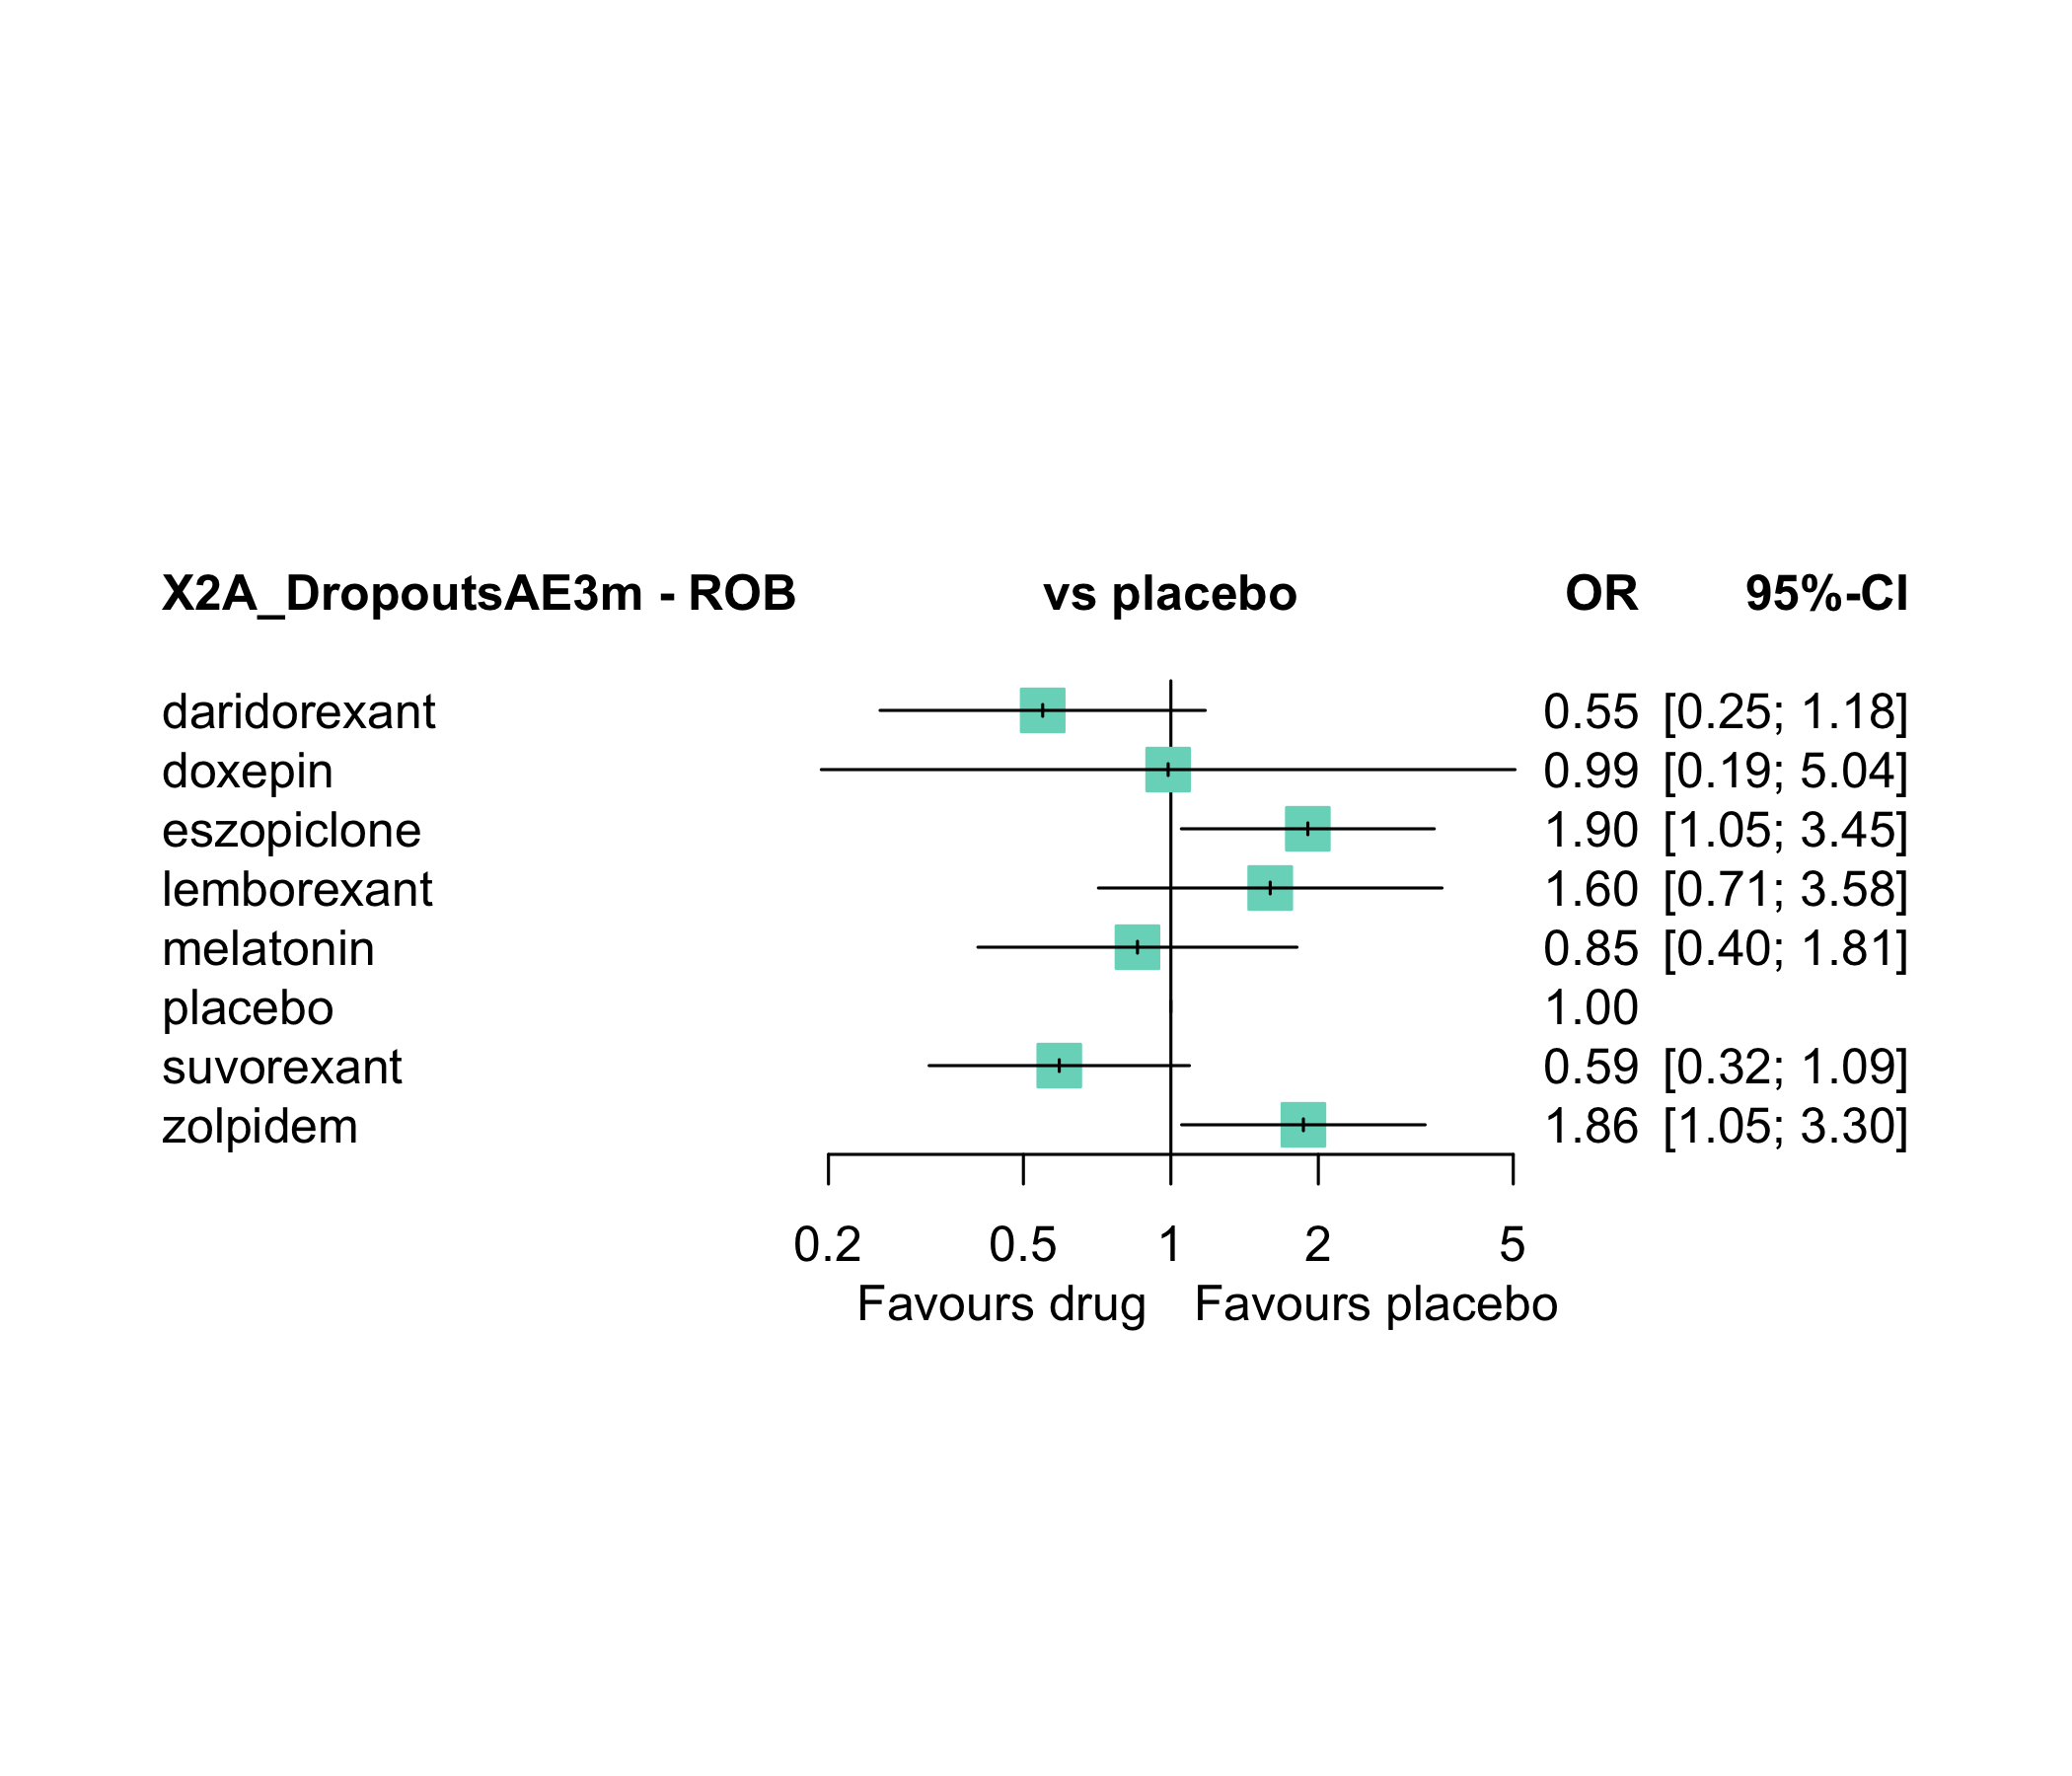 X2A_DropoutsAE3m - ROB vs placebo OR 95%-CI
daridorexant 0.55 [0.25; 1.18]
doxepin 0.99 [0.19; 5.04]
eszopiclone 1.90 [1.05; 3.45]
lemborexant 1.60 [0.71; 3.58]
melatonin 0.85 [0.40; 1.81]
placebo 1.00
suvorexant 0.59 [0.32; 1.09]
zolpidem 1.86 [1.05; 3.30]
0.2 0.5 1 2 5
Favours drug Favours placebo